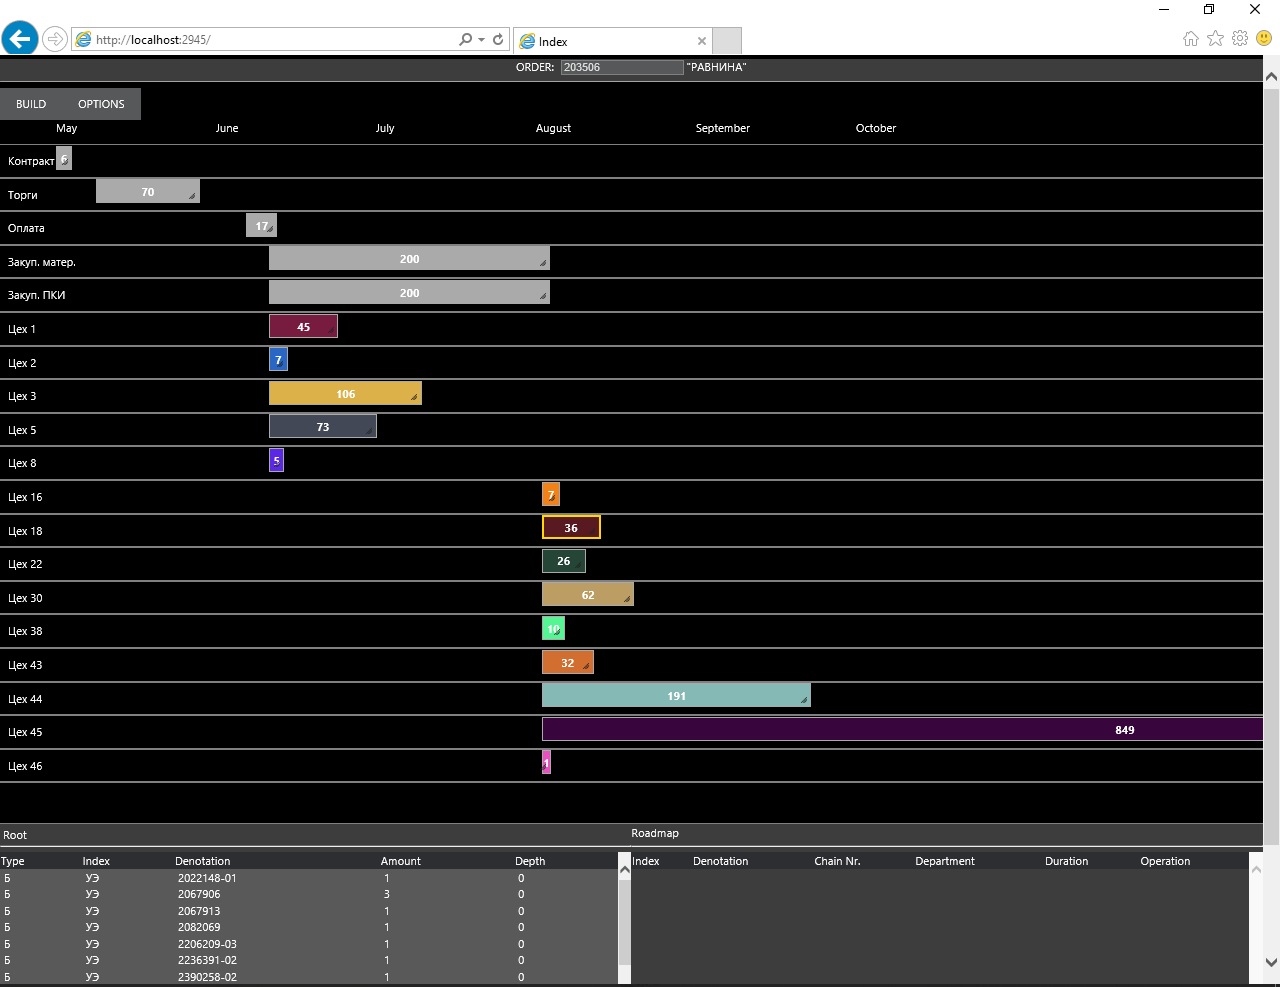 http://localhost:2945/
Index
ORDER: 203506 "РАВНИНА"
BUILD OPTIONS
May June July August September October
Контракт 6
Торги 70
Оплата 17
Закуп. матер. 200
Закуп. ПКИ 200
Цех 1 45
Цех 2 7
Цех 3 106
Цех 5 73
Цех 8 5
Цех 16 7
Цех 18 36
Цех 22 26
Цех 30 62
Цех 38 10
Цех 43 32
Цех 44 191
Цех 45 849
Цех 46 1
Root
Type Index Denotation Amount Depth
Б УЭ 2022148-01 1 0
Б УЭ 2067906 3 0
Б УЭ 2067913 1 0
Б УЭ 2082069 1 0
Б УЭ 2206209-03 1 0
Б УЭ 2236391-02 1 0
Б УЭ 2390258-02 1 0
Roadmap
Index Denotation Chain Nr. Department Duration Operation